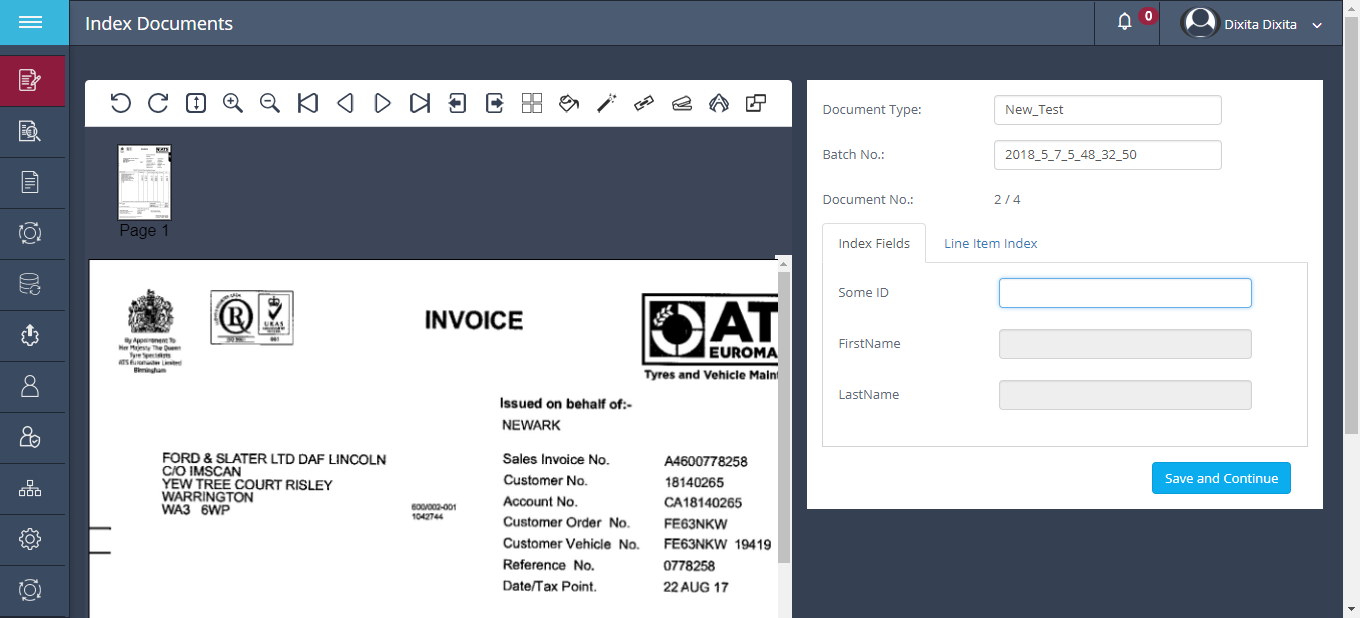 Index Documents
0
Dixita Dixita
Page 1
By Appointment To
Her Majesty The Queen
Tyre Specialists
ATS Euromaster Limited
Birmingham
R
UKAS
001
INVOICE
AT
EUROMA
Tyres and Vehicle Main
Issued on behalf of:-
NEWARK
FORD & SLATER LTD DAF LINCOLN
C/O IMSCAN
YEW TREE COURT RISLEY
WARRINGTON
WA3 6WP
600/002-001
1042744
Sales Invoice No. A4600778258
Customer No. 18140265
Account No. CA18140265
Customer Order No. FE63NKW
Customer Vehicle No. FE63NKW 19419
Reference No. 0778258
Date/Tax Point. 22 AUG 17
Document Type: New_Test
Batch No.: 2018_5_7_5_48_32_50
Document No.: 2 / 4
Index Fields Line Item Index
Some ID
FirstName
LastName
Save and Continue